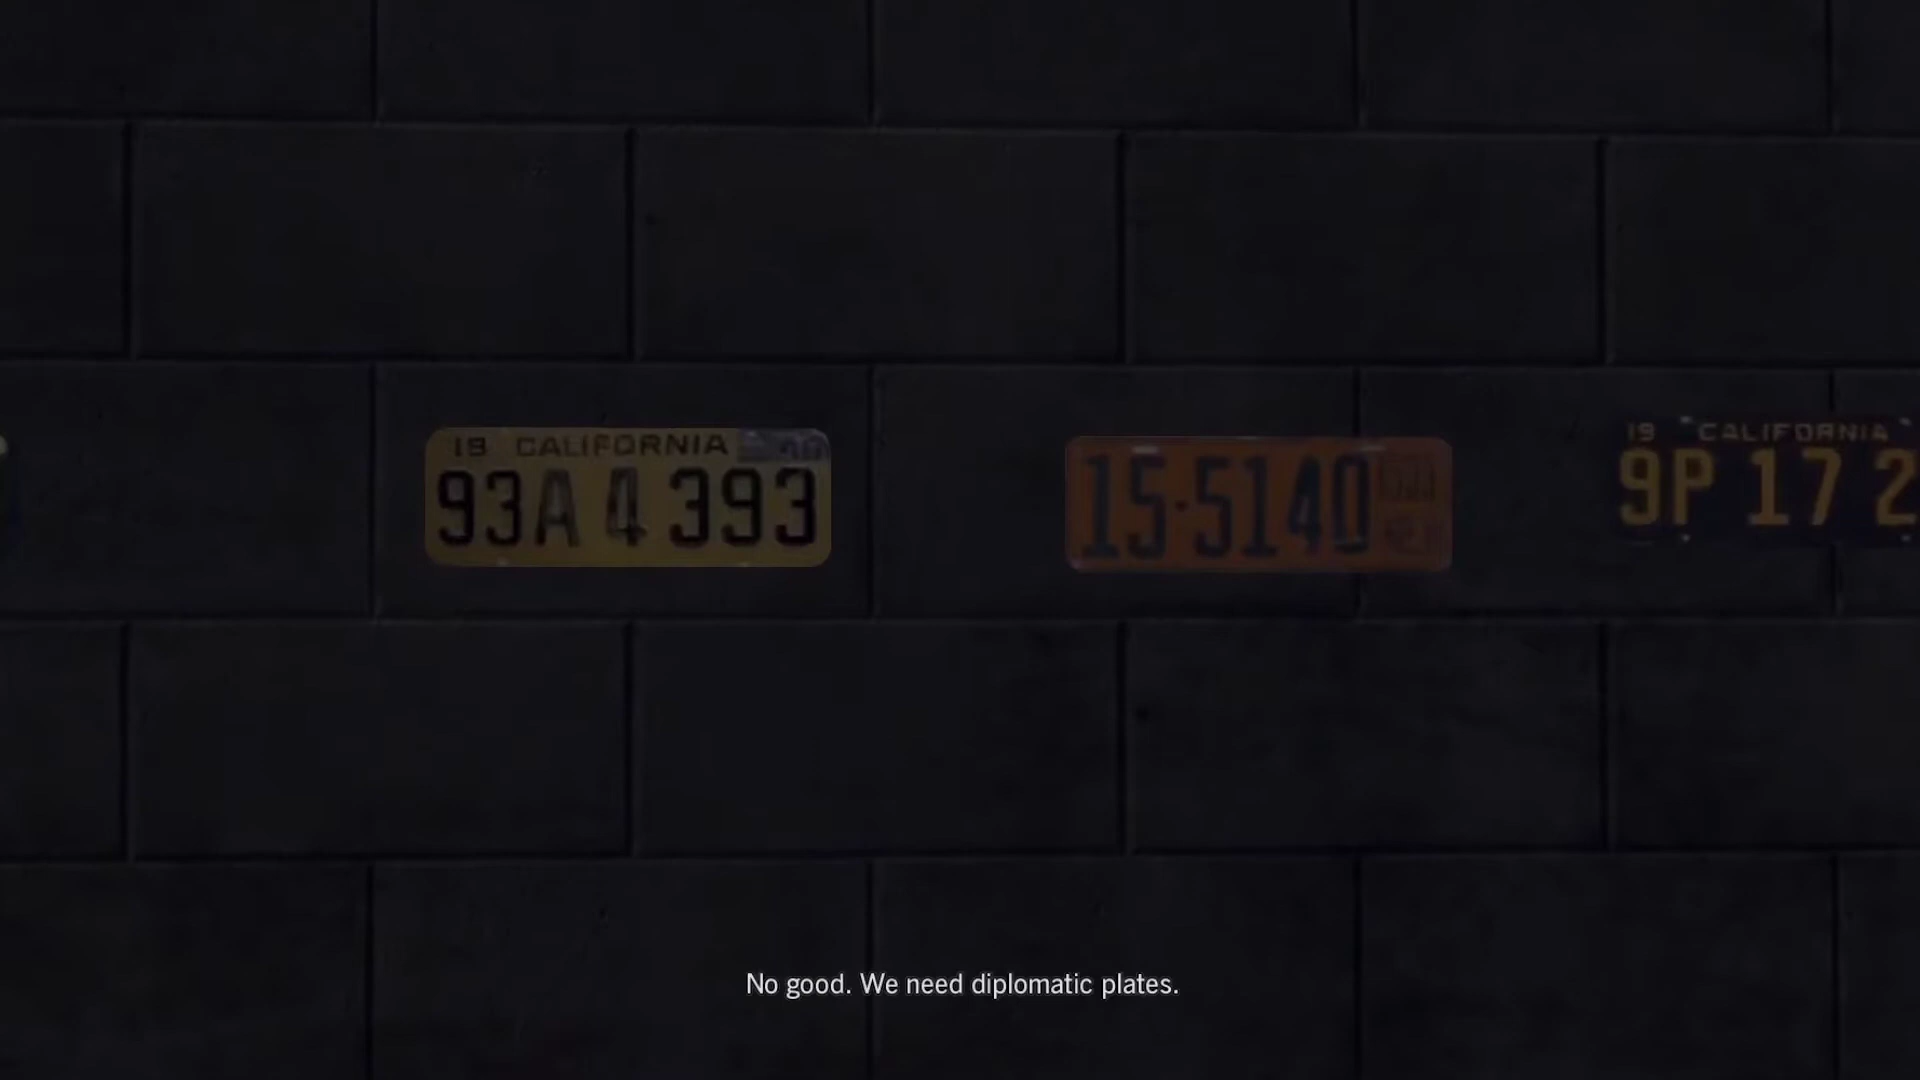 19 CALIFORNIA
93A 4 393
15·5140
19 CALIFORNIA
9P 17 2
No good. We need diplomatic plates.